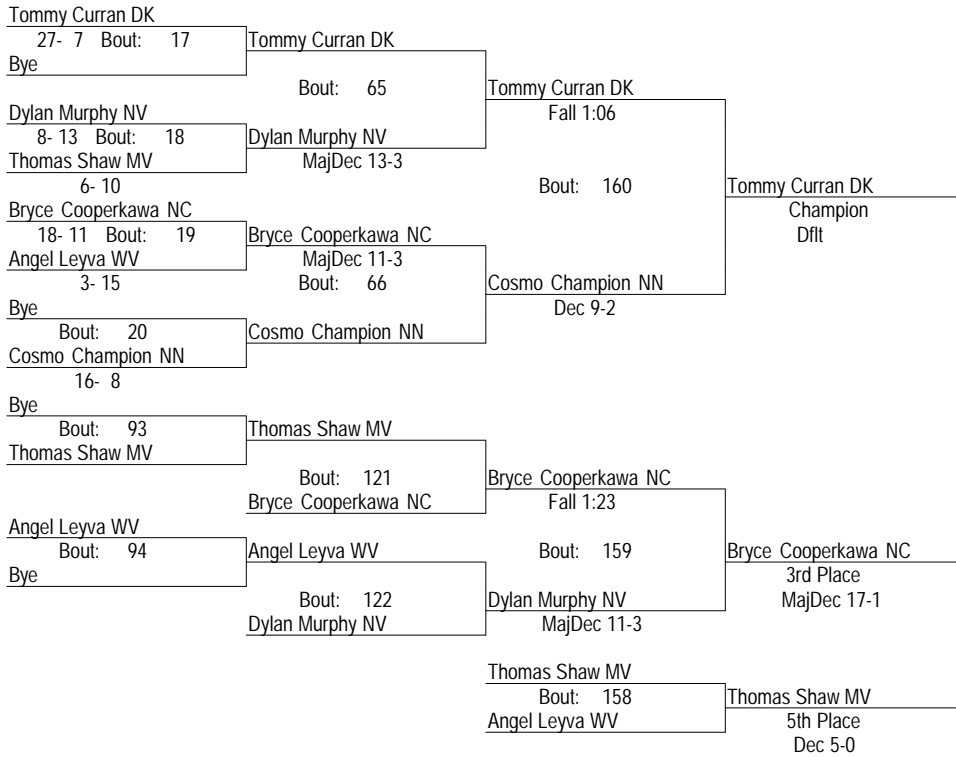 Tommy Curran DK
27- 7 Bout: 17
Tommy Curran DK
Bye
Bout: 65
Tommy Curran DK
Dylan Murphy NV
Fall 1:06
8- 13 Bout: 18
Dylan Murphy NV
Thomas Shaw MV
MajDec 13-3
6- 10
Bout: 160
Tommy Curran DK
Bryce Cooperkawa NC
Champion
18- 11 Bout: 19
Bryce Cooperkawa NC
Dflt
Angel Leyva WV
MajDec 11-3
3- 15
Bout: 66
Cosmo Champion NN
Bye
Dec 9-2
Bout: 20
Cosmo Champion NN
Cosmo Champion NN
16- 8
Bye
Bout: 93
Thomas Shaw MV
Thomas Shaw MV
Bout: 121
Bryce Cooperkawa NC
Bryce Cooperkawa NC
Fall 1:23
Angel Leyva WV
Bout: 94
Angel Leyva WV
Bout: 159
Bryce Cooperkawa NC
Bye
3rd Place
Bout: 122
Dylan Murphy NV
MajDec 17-1
Dylan Murphy NV
MajDec 11-3
Thomas Shaw MV
Bout: 158
Thomas Shaw MV
Angel Leyva WV
5th Place
Dec 5-0